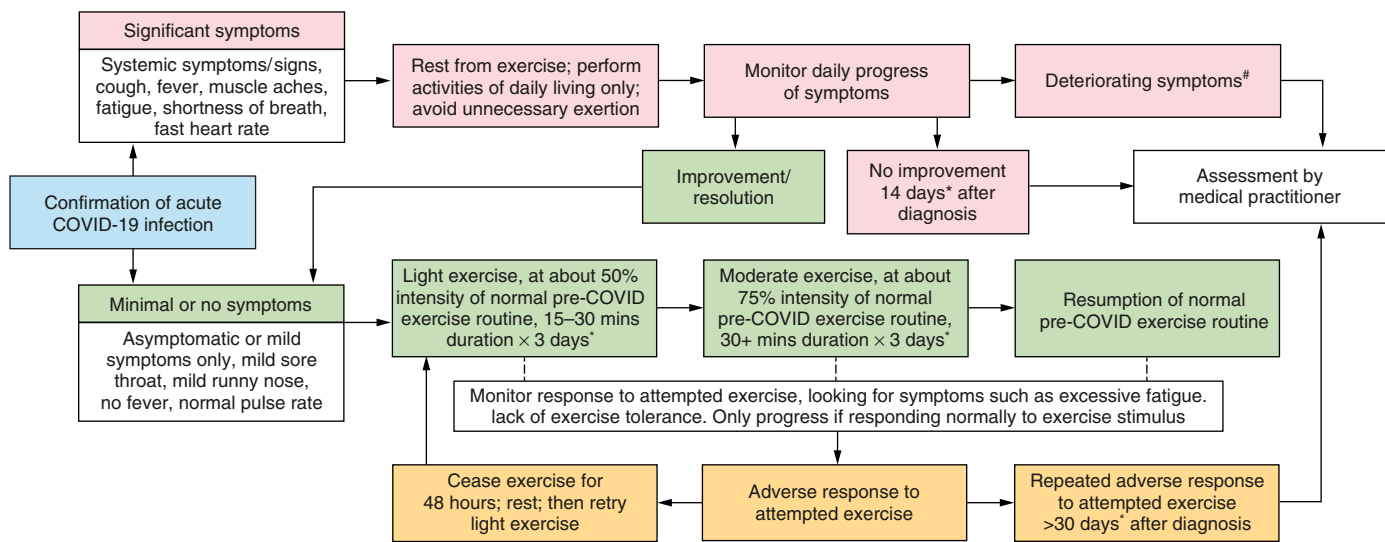 Significant symptoms
Systemic symptoms/signs,
cough, fever, muscle aches,
fatigue, shortness of breath,
fast heart rate
Rest from exercise; perform
activities of daily living only;
avoid unnecessary exertion
Monitor daily progress
of symptoms
Deteriorating symptoms#
Confirmation of acute
COVID-19 infection
Improvement/
resolution
No improvement
14 days* after
diagnosis
Assessment by
medical practitioner
Minimal or no symptoms
Asymptomatic or mild
symptoms only, mild sore
throat, mild runny nose,
no fever, normal pulse rate
Light exercise, at about 50%
intensity of normal pre-COVID
exercise routine, 15–30 mins
duration × 3 days*
Moderate exercise, at about
75% intensity of normal
pre-COVID exercise routine,
30+ mins duration × 3 days*
Resumption of normal
pre-COVID exercise routine
Monitor response to attempted exercise, looking for symptoms such as excessive fatigue.
lack of exercise tolerance. Only progress if responding normally to exercise stimulus
Cease exercise for
48 hours; rest; then retry
light exercise
Adverse response to
attempted exercise
Repeated adverse response
to attempted exercise
>30 days* after diagnosis